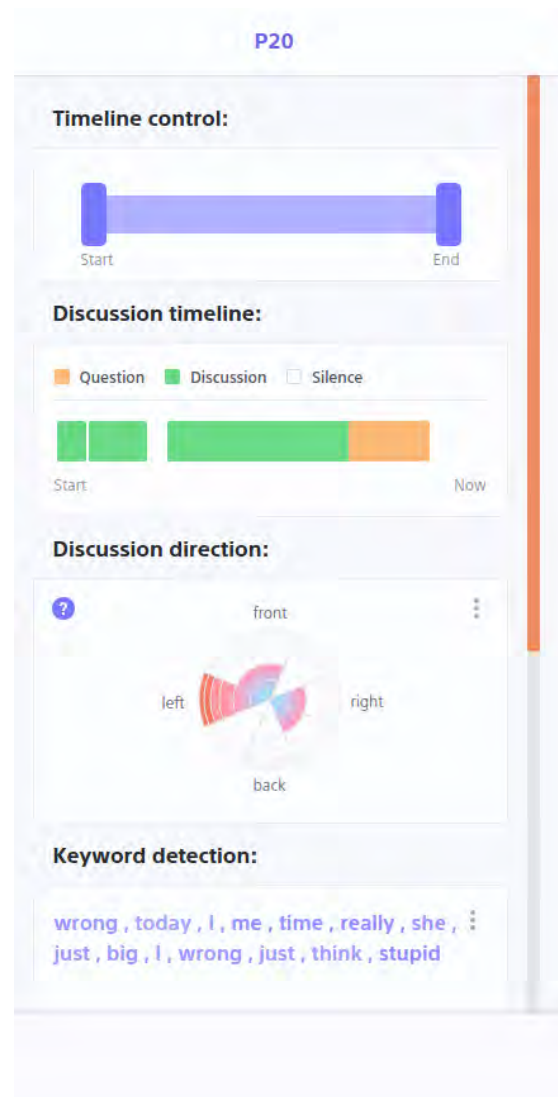 P20
Timeline control:
Start End
Discussion timeline:
Question Discussion Silence
Start Now
Discussion direction:
?
front
left right
back
Keyword detection:
wrong , today , I , me , time , really , she ,
just , big , I , wrong , just , think , stupid